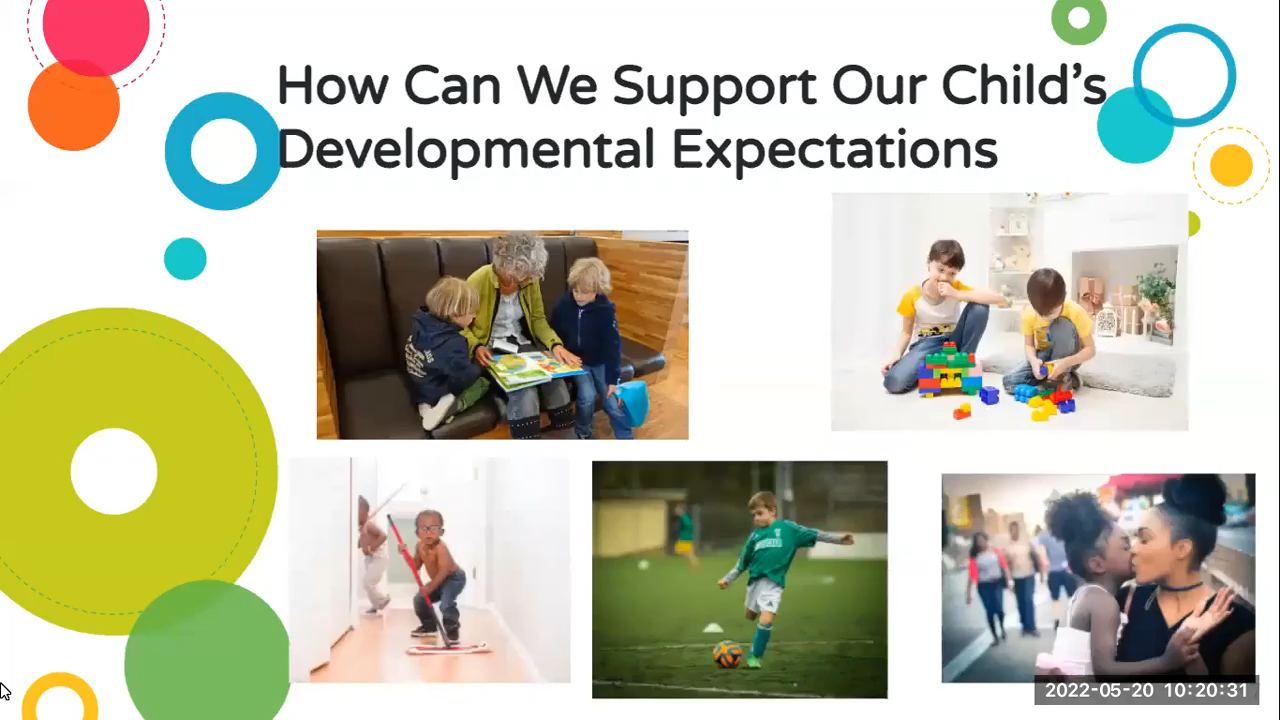 How Can We Support Our Child’s
Developmental Expectations
2022-05-20 10:20:31